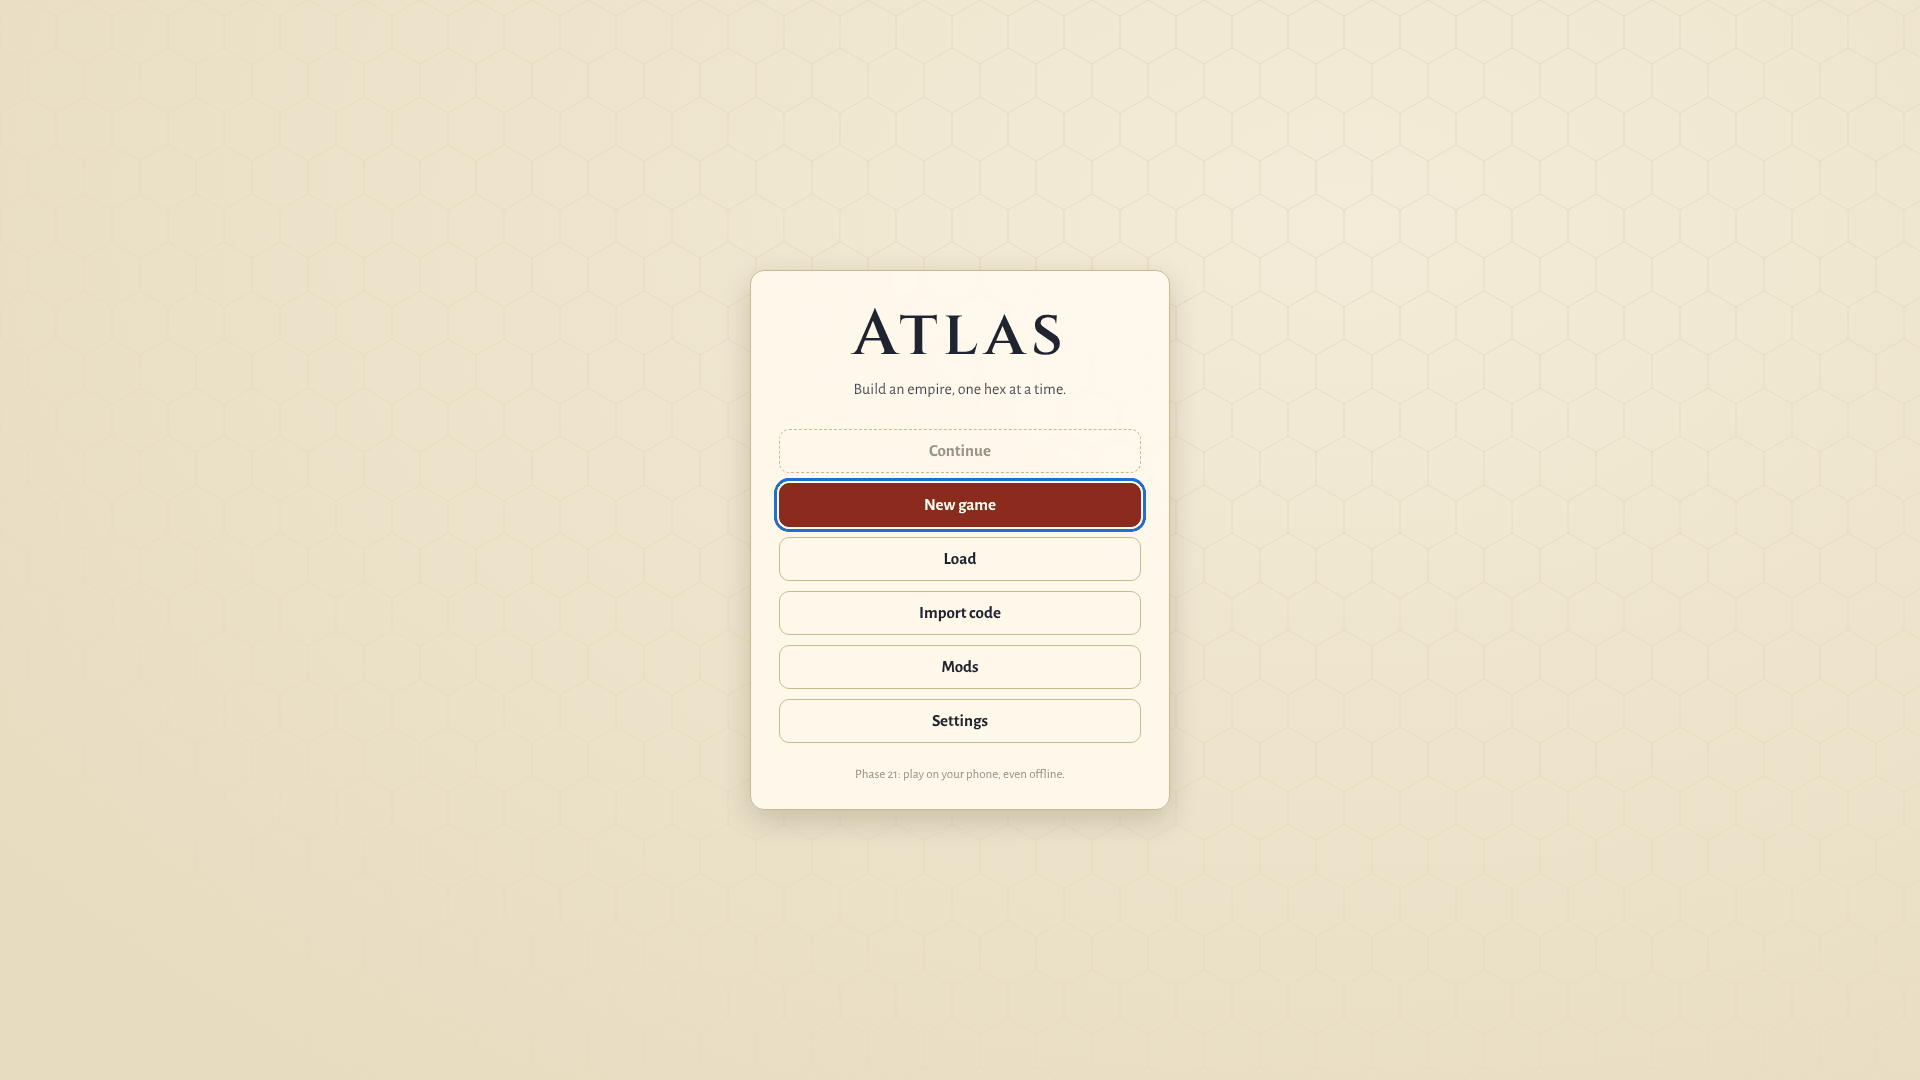 ATLAS
Build an empire, one hex at a time.
Continue
New game
Load
Import code
Mods
Settings
Phase 21: play on your phone, even offline.